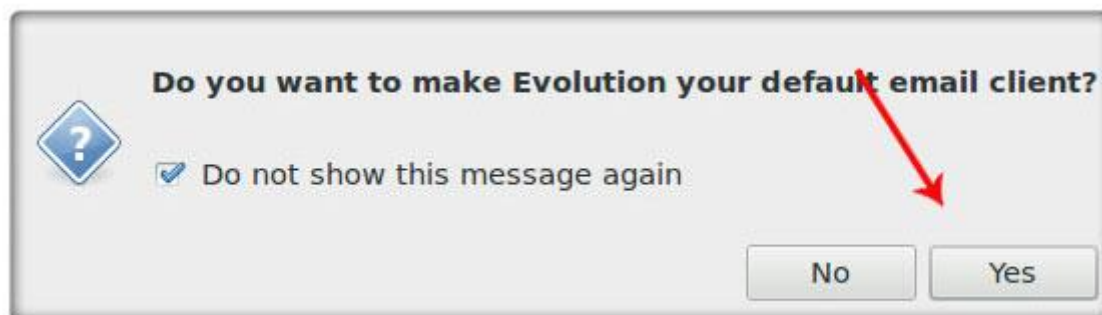 Do you want to make Evolution your default email client?
Do not show this message again
No Yes